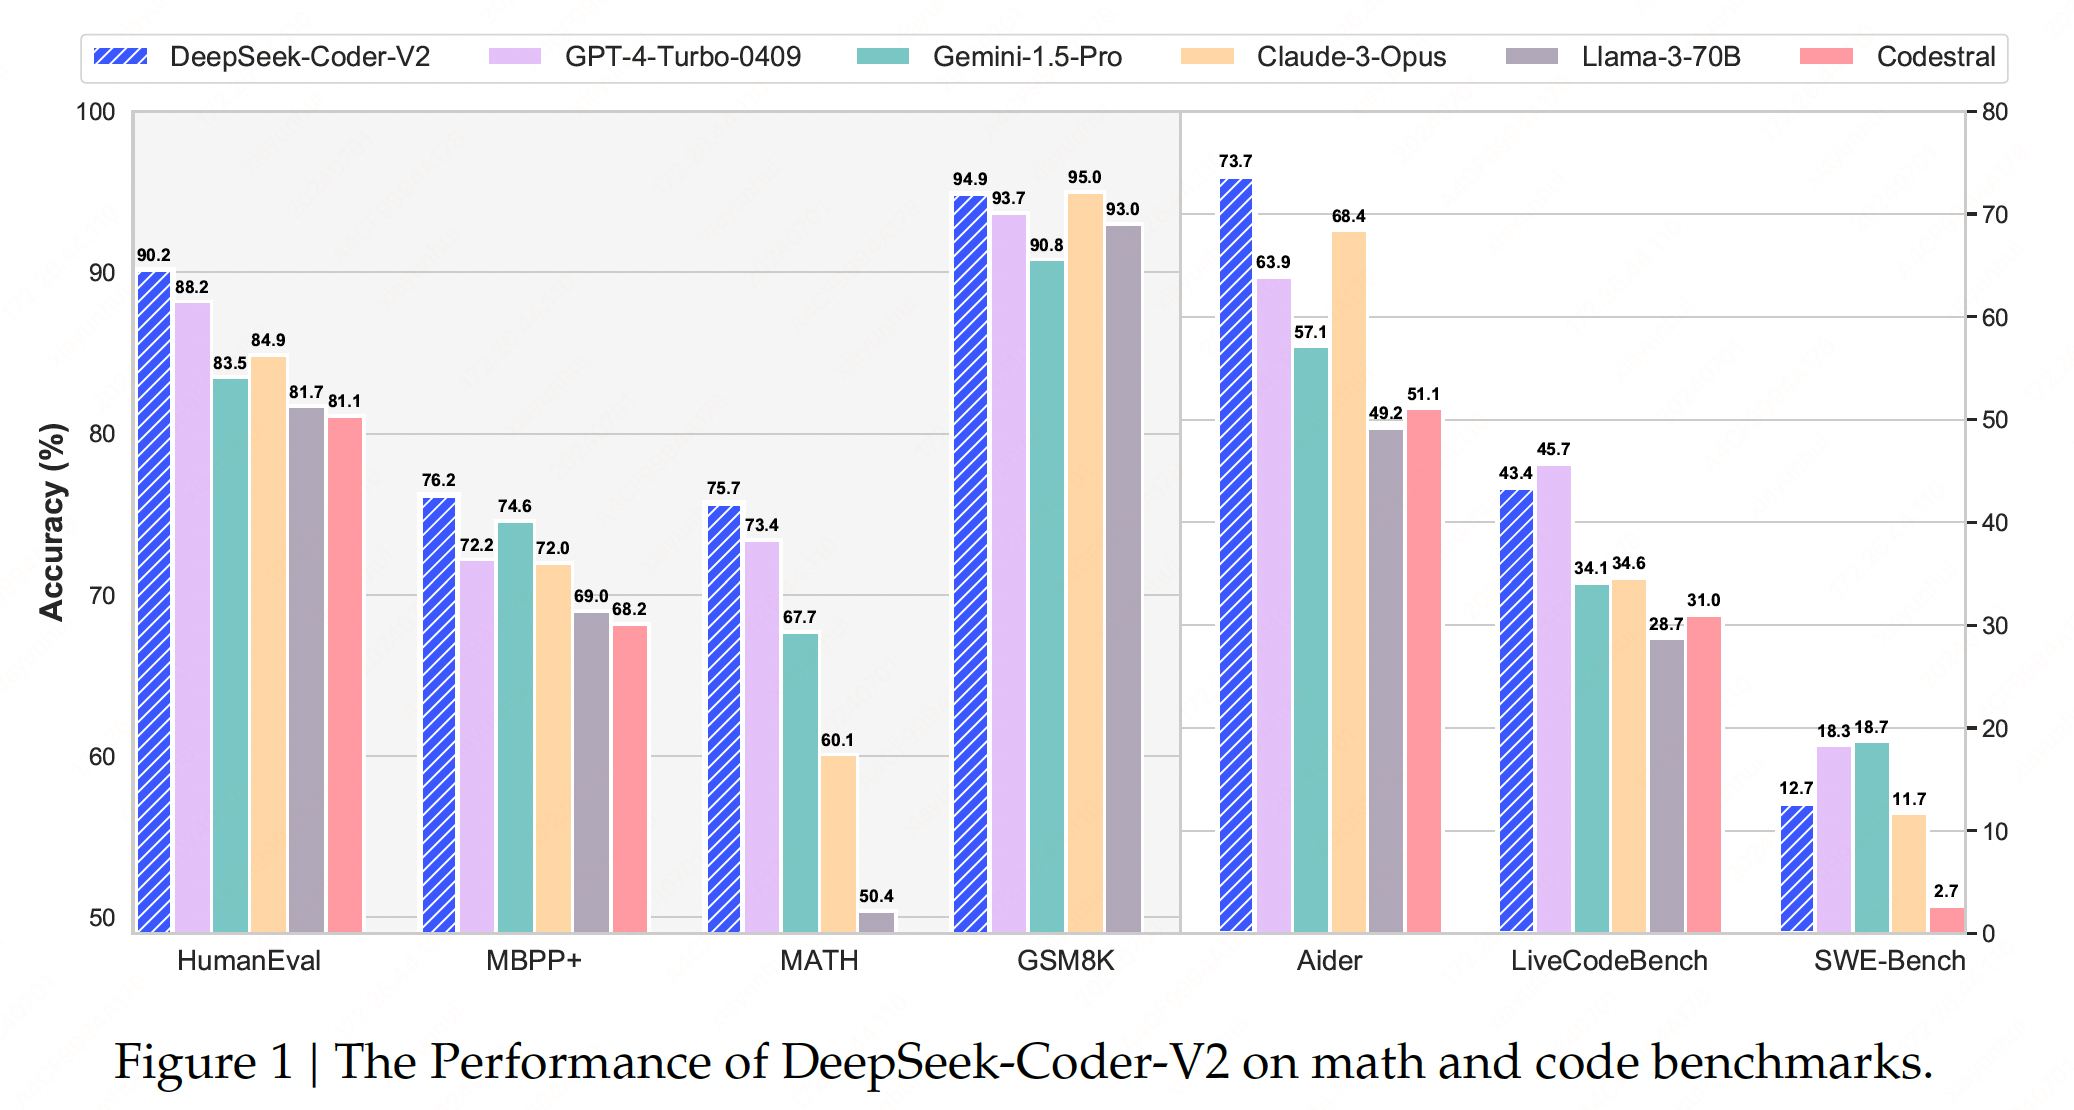 DeepSeek-Coder-V2 GPT-4-Turbo-0409 Gemini-1.5-Pro Claude-3-Opus Llama-3-70B Codestral
Accuracy (%)
100
90
80
70
60
50
90.2 88.2 83.5 84.9 81.7 81.1
76.2 72.2 74.6 72.0 69.0 68.2
75.7 73.4 67.7 60.1 50.4
94.9 93.7 90.8 95.0 93.0
73.7 63.9 57.1 68.4 49.2 51.1
43.4 45.7 34.1 34.6 28.7 31.0
12.7 18.3 18.7 11.7 2.7
80
70
60
50
40
30
20
10
0
HumanEval MBPP+ MATH GSM8K Aider LiveCodeBench SWE-Bench
Figure 1 | The Performance of DeepSeek-Coder-V2 on math and code benchmarks.